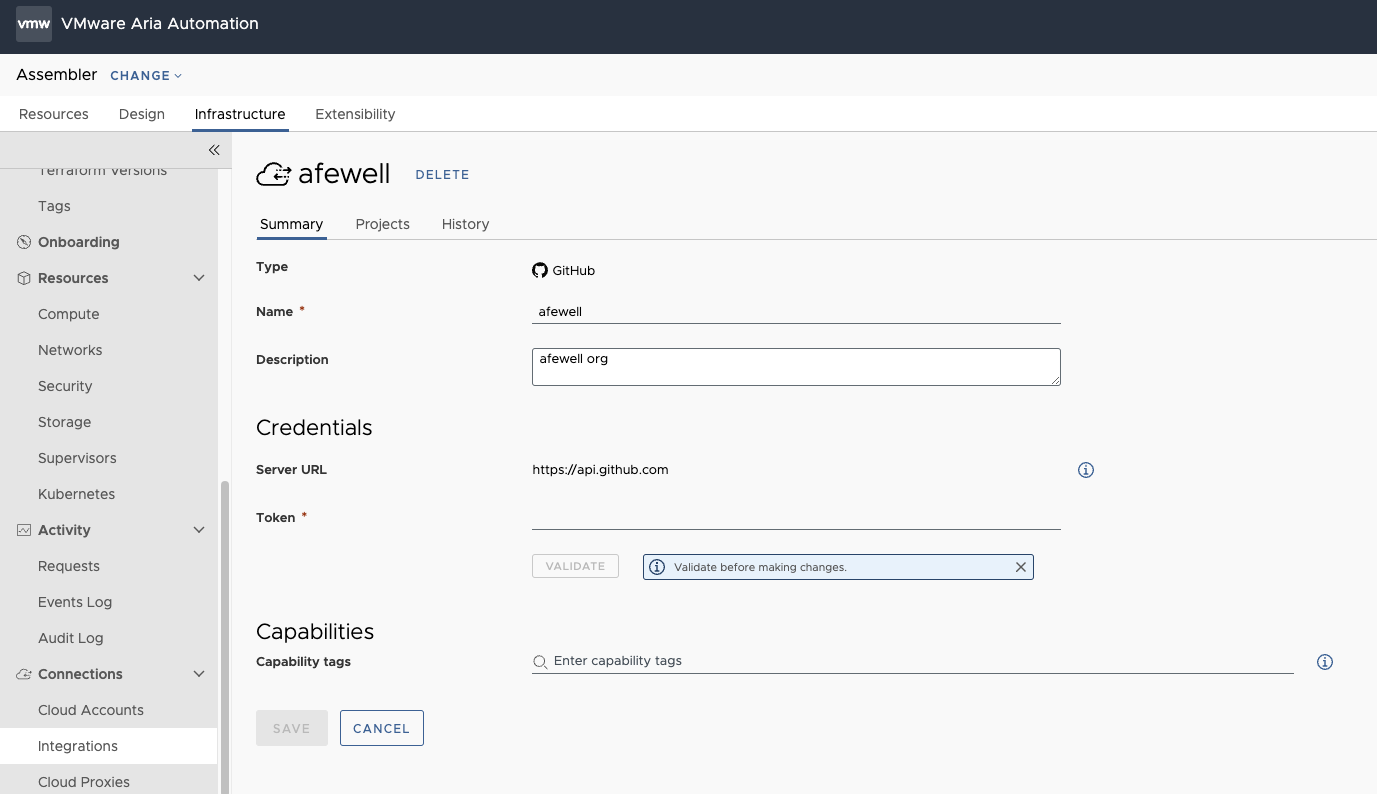 vmw VMware Aria Automation
Assembler CHANGE
Resources Design Infrastructure Extensibility
Terraform Versions
Tags
Onboarding
Resources
Compute
Networks
Security
Storage
Supervisors
Kubernetes
Activity
Requests
Events Log
Audit Log
Connections
Cloud Accounts
Integrations
Cloud Proxies
afewell DELETE
Summary Projects History
Type GitHub
Name * afewell
Description afewell org
Credentials
Server URL https://api.github.com
Token *
VALIDATE Validate before making changes.
Capabilities
Capability tags Enter capability tags
SAVE CANCEL